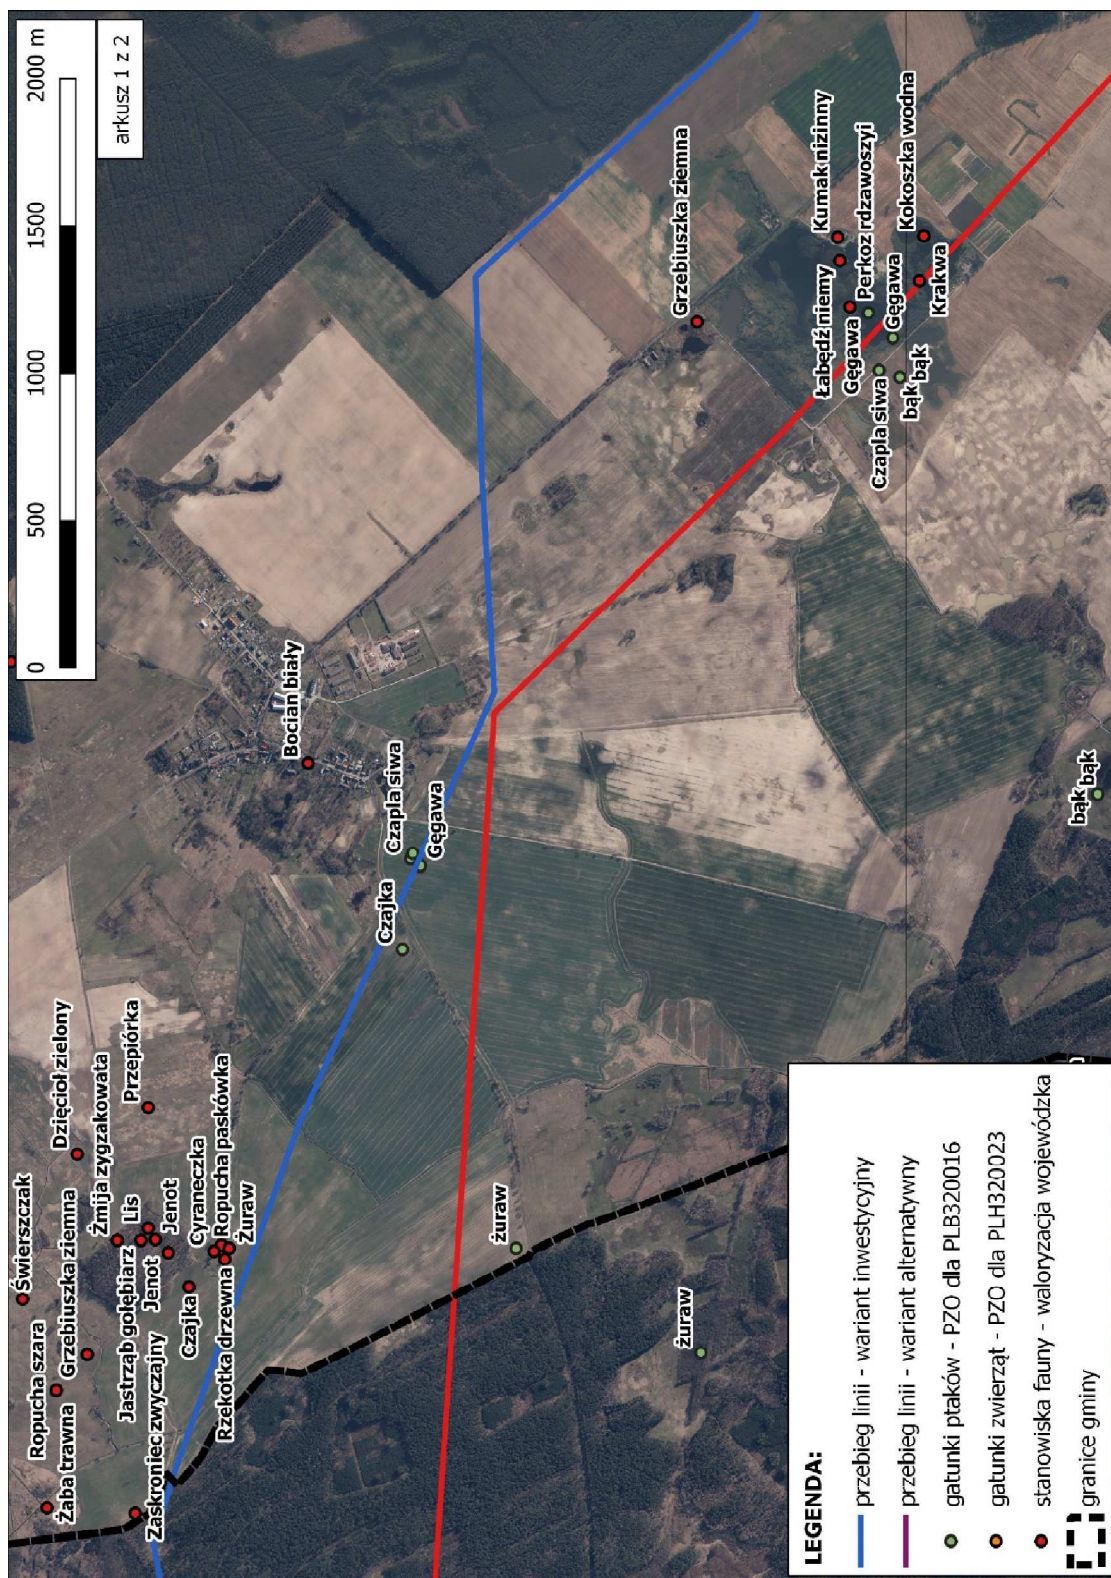 Świerszczak
Ropucha szara
Żaba trawna
Grzebiuszka ziemna
Dzięcioł zielony
Żmija zygzakowata
Lis
Przepiórka
Jastrząb gołębiarz
Jenot
Jenot
Zaskroniec zwyczajny
Czajka
Cyraneczka
Ropucha paskówka
Żuraw
Rzekotka drzewna
Bocian biały
Czajka
Czapla siwa
Gęgawa
żuraw
żuraw
Grzebiuszka ziemna
Kumak nizinny
Łabędź niemy
Perkoz rdzawoszyi
Gęgawa
Kokoszka wodna
Gęgawa
Krakwa
Czapla siwa
bąk
bąk
bąk
bąk
0 500 1000 1500 2000 m
arkusz 1 z 2
LEGENDA:
przebieg linii - wariant inwestycyjny
przebieg linii - wariant alternatywny
gatunki ptaków - PZO dla PLB320016
gatunki zwierząt - PZO dla PLH320023
stanowiska fauny - waloryzacja wojewódzka
granice gminy